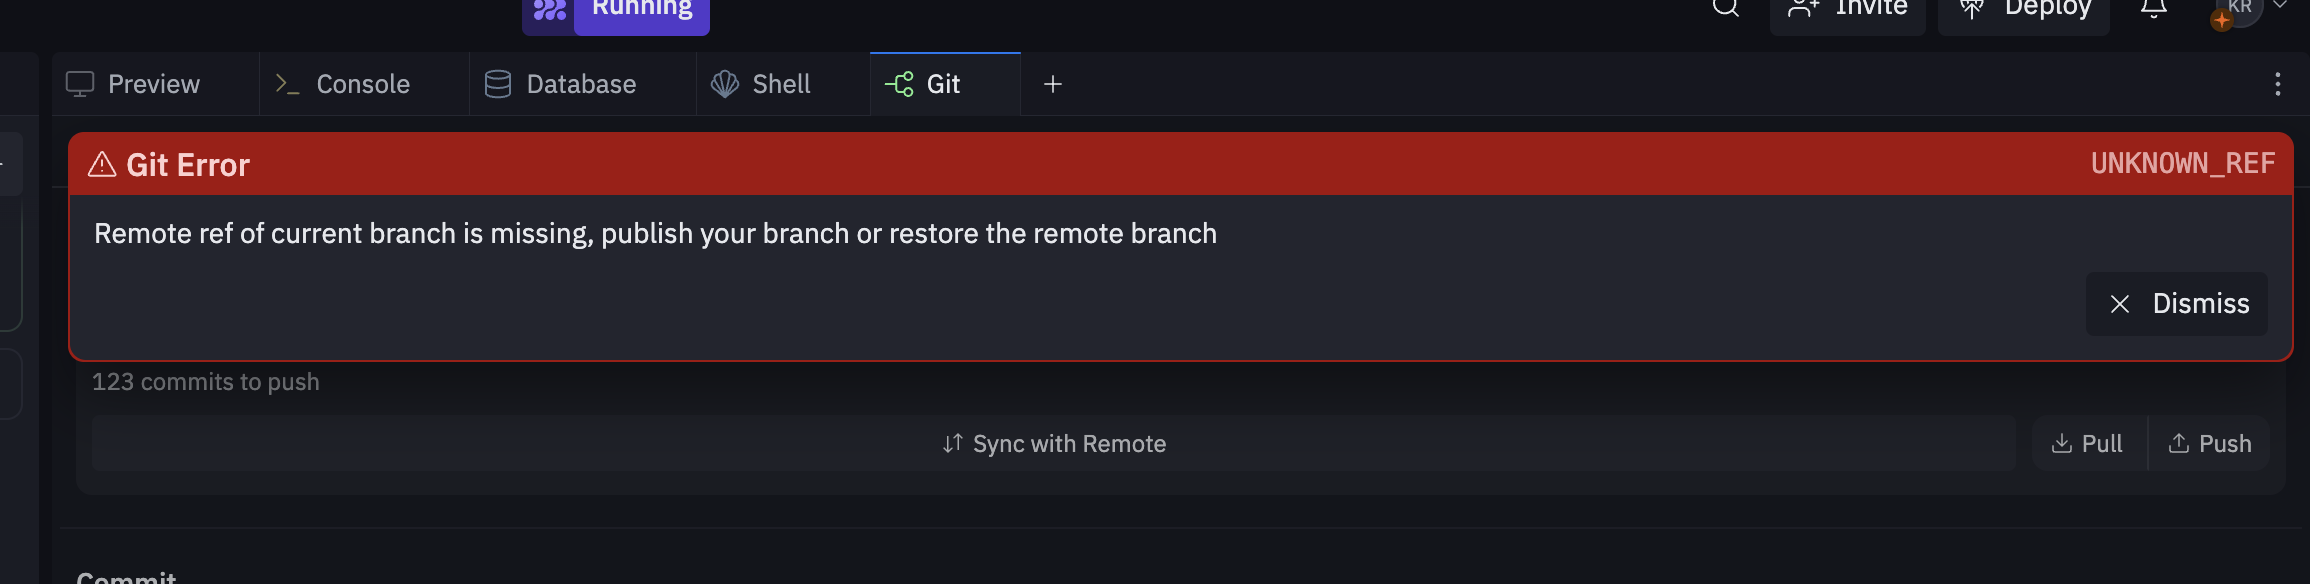 Running
Invite
Deploy
KR
Preview
Console
Database
Shell
Git
Git Error
UNKNOWN_REF
Remote ref of current branch is missing, publish your branch or restore the remote branch
Dismiss
123 commits to push
Sync with Remote
Pull
Push
Commit